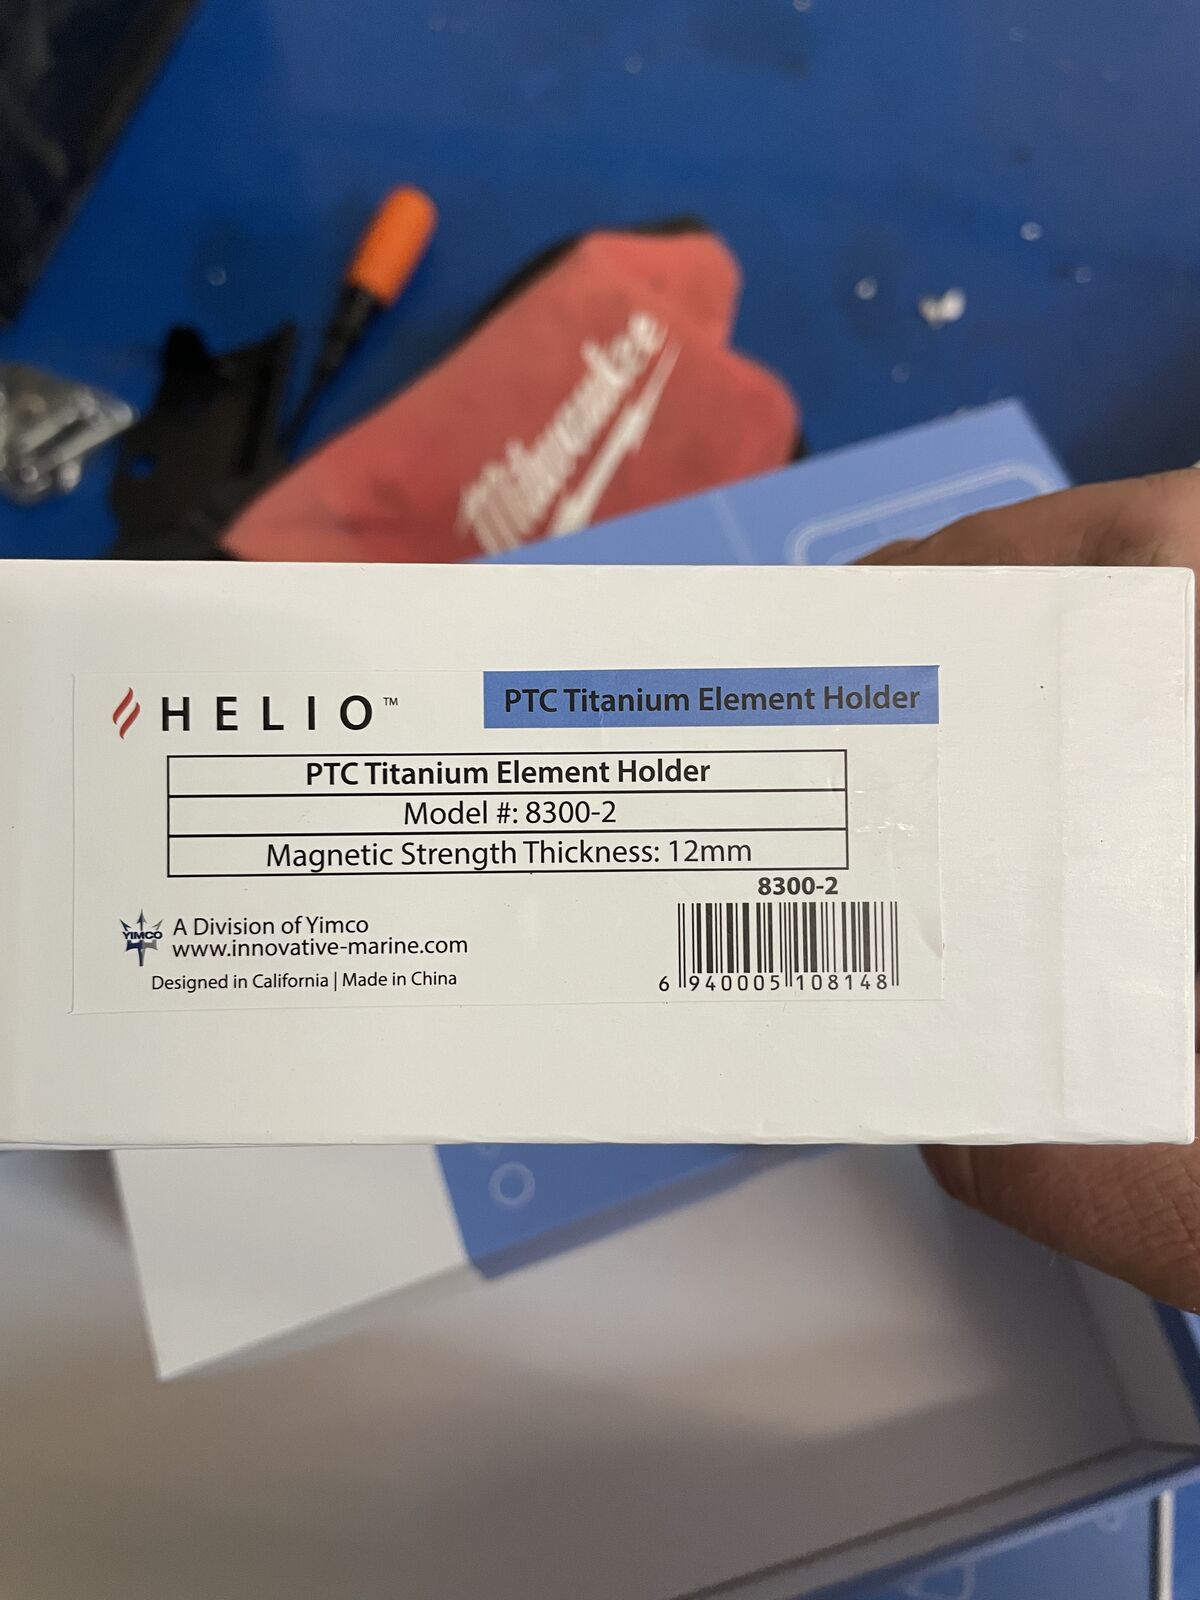 Milwaukee
HELIO™
PTC Titanium Element Holder
PTC Titanium Element Holder
Model #: 8300-2
Magnetic Strength Thickness: 12mm
8300-2
YIMCO
A Division of Yimco
www.innovative-marine.com
Designed in California | Made in China
6 940005 108148